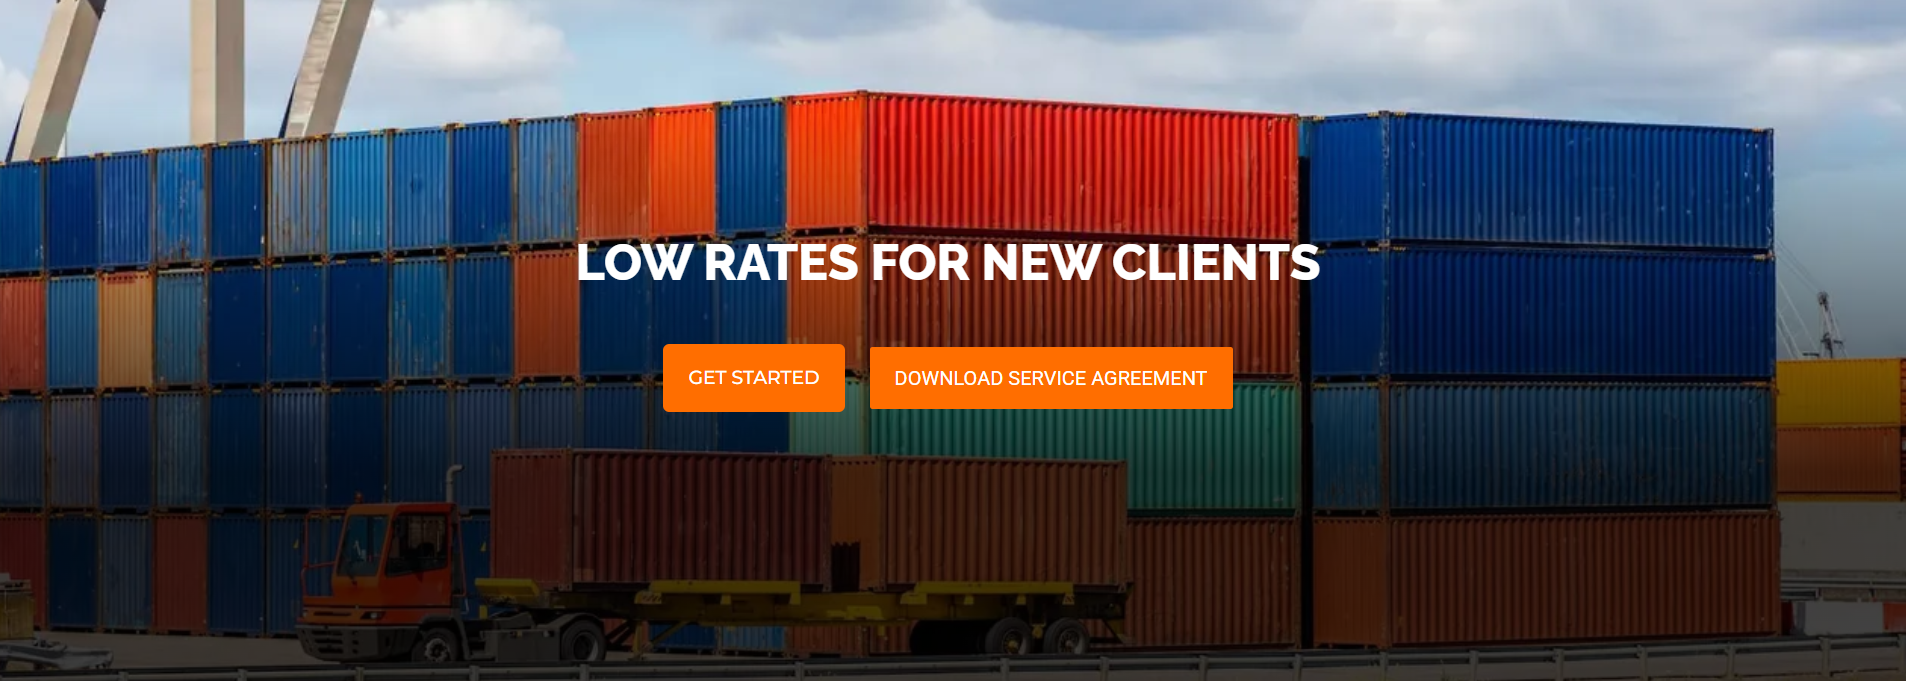 LOW RATES FOR NEW CLIENTS
GET STARTED
DOWNLOAD SERVICE AGREEMENT